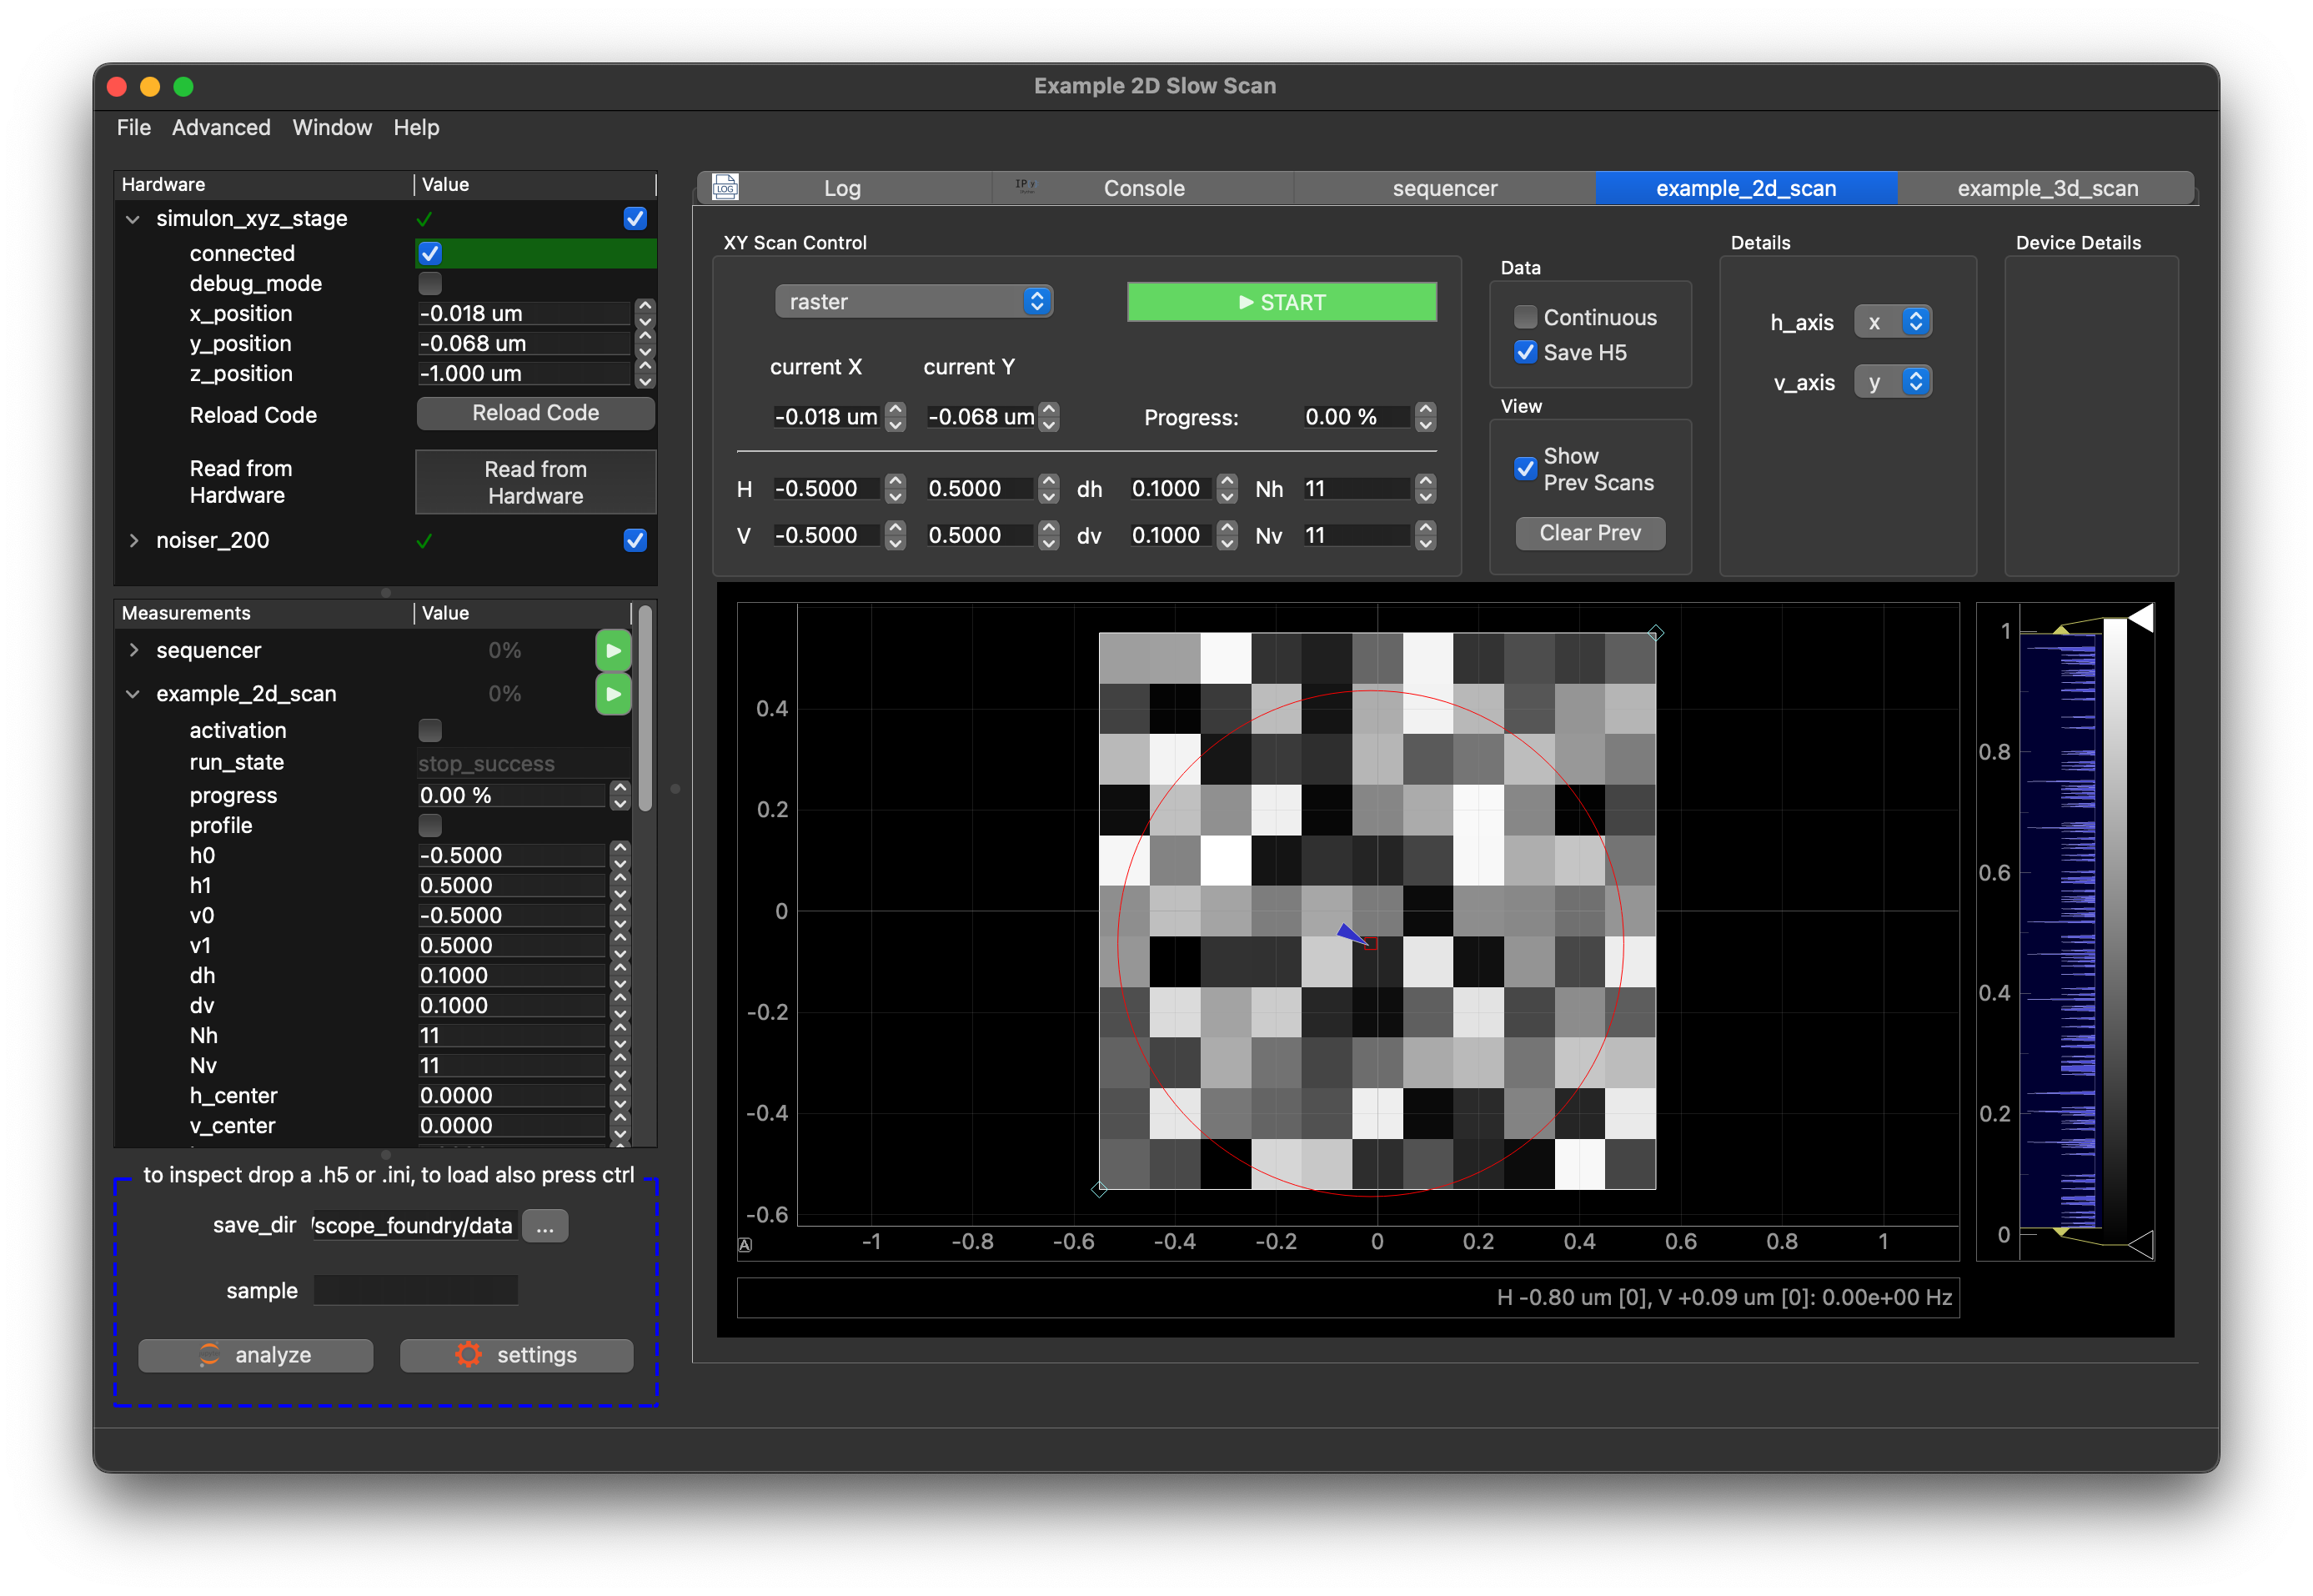 Example 2D Slow Scan
File Advanced Window Help
Hardware Value
simulon_xyz_stage
connected
debug_mode
x_position -0.018 um
y_position -0.068 um
z_position -1.000 um
Reload Code Reload Code
Read from Hardware Read from Hardware
noiser_200
Measurements Value
sequencer 0%
example_2d_scan 0%
activation
run_state stop_success
progress 0.00 %
profile
h0 -0.5000
h1 0.5000
v0 -0.5000
v1 0.5000
dh 0.1000
dv 0.1000
Nh 11
Nv 11
h_center 0.0000
v_center 0.0000
to inspect drop a .h5 or .ini, to load also press ctrl
save_dir /scope_foundry/data ...
sample
analyze settings
LOG Log IPy Console sequencer example_2d_scan example_3d_scan
XY Scan Control
raster START
current X current Y
-0.018 um -0.068 um Progress: 0.00 %
H -0.5000 0.5000 dh 0.1000 Nh 11
V -0.5000 0.5000 dv 0.1000 Nv 11
Data
Continuous
Save H5
View
Show
Prev Scans
Clear Prev
Details
h_axis x
v_axis y
Device Details
0.4
0.2
0
-0.2
-0.4
-0.6
A
-1 -0.8 -0.6 -0.4 -0.2 0 0.2 0.4 0.6 0.8 1
1
0.8
0.6
0.4
0.2
0
H -0.80 um [0], V +0.09 um [0]: 0.00e+00 Hz